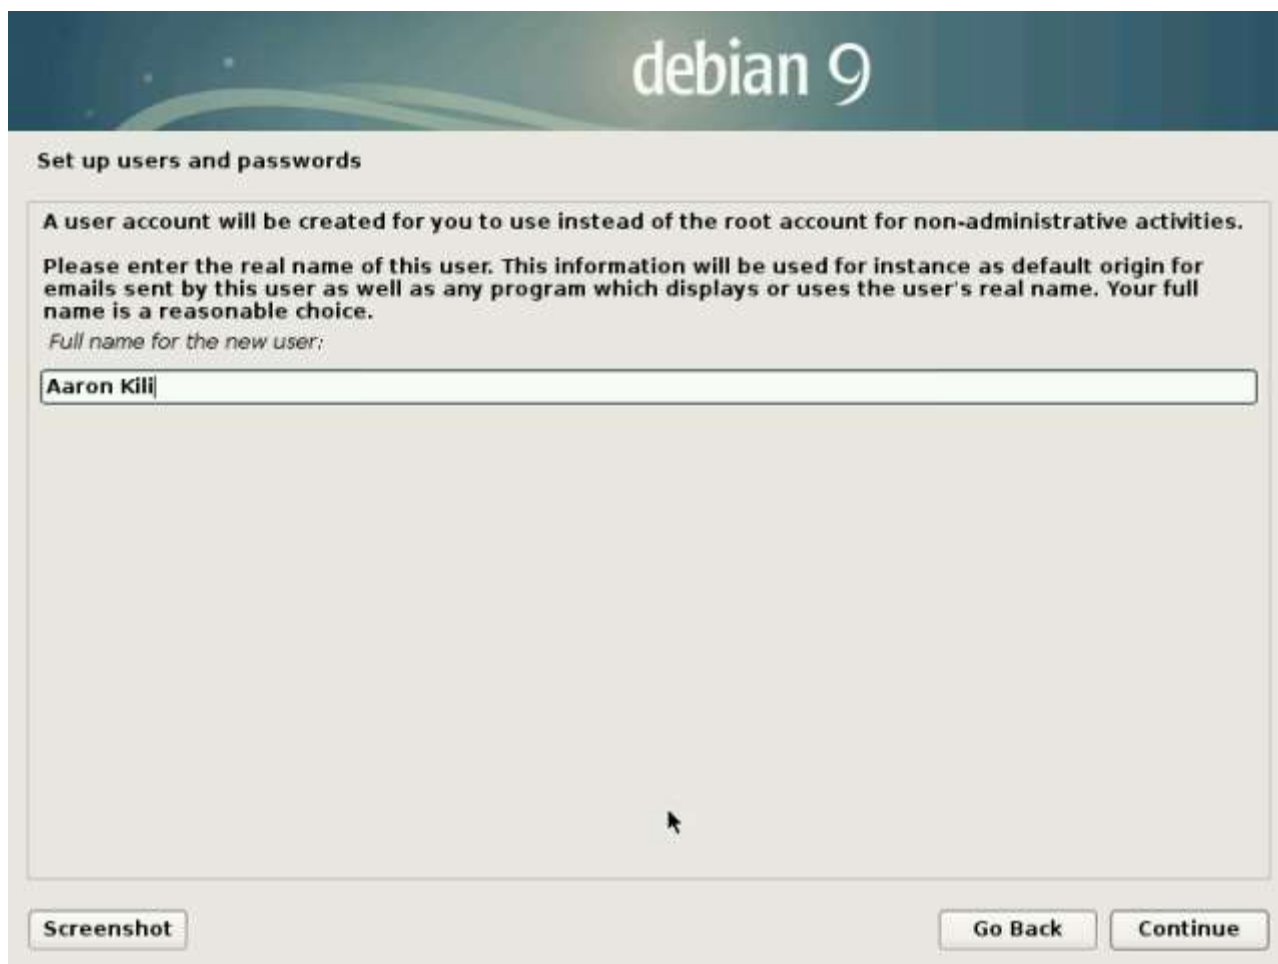 debian 9
Set up users and passwords
A user account will be created for you to use instead of the root account for non-administrative activities.
Please enter the real name of this user. This information will be used for instance as default origin for
emails sent by this user as well as any program which displays or uses the user's real name. Your full
name is a reasonable choice.
Full name for the new user:
Aaron Kili
Screenshot
Go Back
Continue